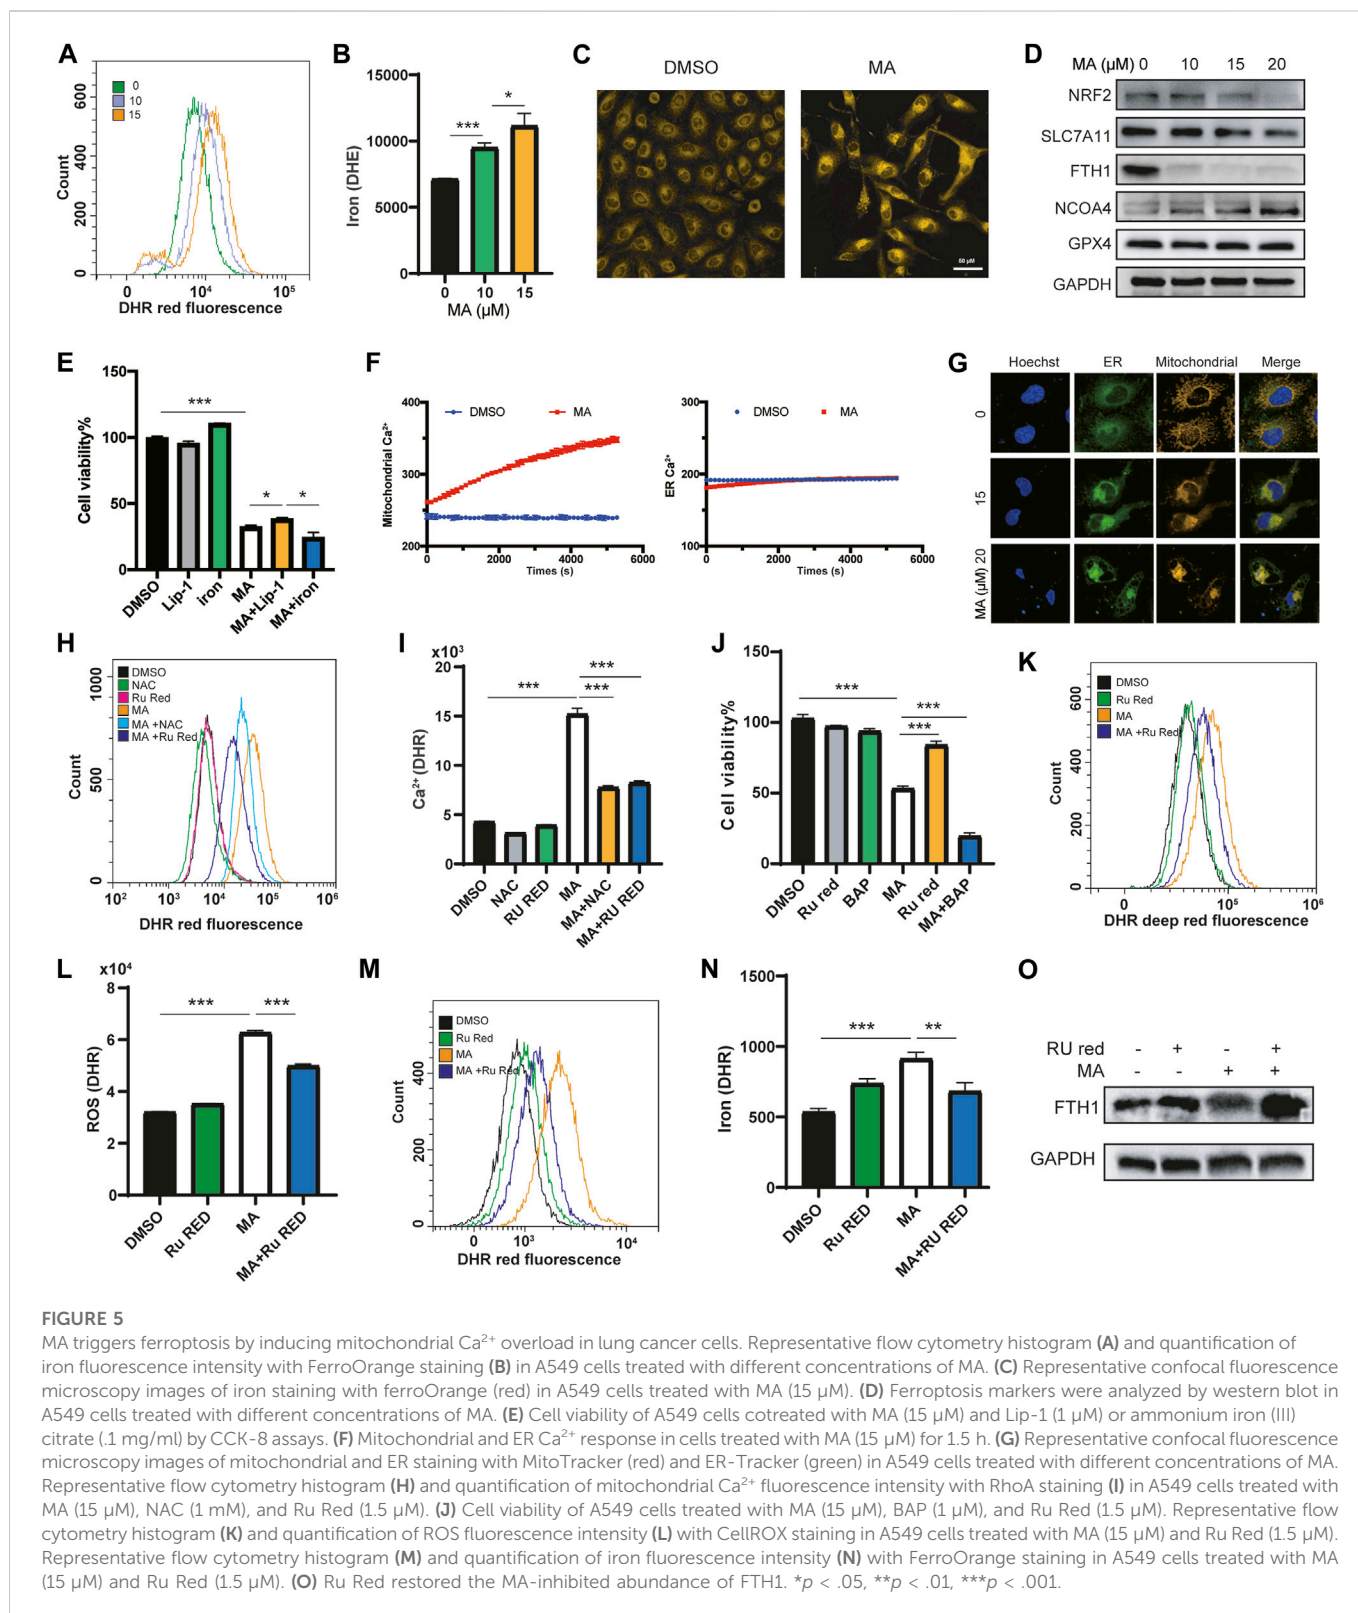 A
600
400
200
0
Count
0
10
15
0
10⁴
10⁵
DHR red fluorescence
B
15000
10000
5000
0
Iron (DHE)
***
*
0 10 15
MA (μM)
C
DMSO
MA
50 μM
D
MA (μM) 0 10 15 20
NRF2
SLC7A11
FTH1
NCOA4
GPX4
GAPDH
E
150
100
50
0
Cell viability%
***
*
*
DMSO
Lip-1
iron
MA
MA+Lip-1
MA+iron
F
400
350
300
250
200
Mitochondrial Ca²⁺
DMSO
MA
0 2000 4000 6000
Times (s)
300
200
100
ER Ca²⁺
DMSO
MA
0 2000 4000 6000
Times (s)
G
Hoechst ER Mitochondrial Merge
0
15
MA (μM) 20
H
1000
500
0
Count
DMSO
NAC
Ru Red
MA
MA +NAC
MA +Ru Red
10² 10³ 10⁴ 10⁵ 10⁶
DHR red fluorescence
I
x10³
20
15
10
5
0
Ca²⁺ (DHR)
***
***
***
DMSO
NAC
RU RED
MA
MA+NAC
MA+RU RED
J
150
100
50
0
Cell viability%
***
***
***
DMSO
Ru red
BAP
MA
Ru red
MA+BAP
K
600
400
200
0
Count
DMSO
Ru Red
MA
MA +Ru Red
0 10⁵ 10⁶
DHR deep red fluorescence
L
x10⁴
8
6
4
2
0
ROS (DHR)
***
***
DMSO
Ru RED
MA
MA+Ru RED
M
400
200
0
Count
DMSO
Ru Red
MA
MA +Ru Red
0 10³ 10⁴
DHR red fluorescence
N
1500
1000
500
0
Iron (DHR)
***
**
DMSO
Ru RED
MA
MA+RU RED
O
RU red - + - +
MA - - + +
FTH1
GAPDH
FIGURE 5
MA triggers ferroptosis by inducing mitochondrial Ca²⁺ overload in lung cancer cells. Representative flow cytometry histogram (A) and quantification of
iron fluorescence intensity with FerroOrange staining (B) in A549 cells treated with different concentrations of MA. (C) Representative confocal fluorescence
microscopy images of iron staining with ferroOrange (red) in A549 cells treated with MA (15 μM). (D) Ferroptosis markers were analyzed by western blot in
A549 cells treated with different concentrations of MA. (E) Cell viability of A549 cells cotreated with MA (15 μM) and Lip-1 (1 μM) or ammonium iron (III)
citrate (.1 mg/ml) by CCK-8 assays. (F) Mitochondrial and ER Ca²⁺ response in cells treated with MA (15 μM) for 1.5 h. (G) Representative confocal fluorescence
microscopy images of mitochondrial and ER staining with MitoTracker (red) and ER-Tracker (green) in A549 cells treated with different concentrations of MA.
Representative flow cytometry histogram (H) and quantification of mitochondrial Ca²⁺ fluorescence intensity with RhoA staining (I) in A549 cells treated with
MA (15 μM), NAC (1 mM), and Ru Red (1.5 μM). (J) Cell viability of A549 cells treated with MA (15 μM), BAP (1 μM), and Ru Red (1.5 μM). Representative flow
cytometry histogram (K) and quantification of ROS fluorescence intensity (L) with CellROX staining in A549 cells treated with MA (15 μM) and Ru Red (1.5 μM).
Representative flow cytometry histogram (M) and quantification of iron fluorescence intensity (N) with FerroOrange staining in A549 cells treated with MA
(15 μM) and Ru Red (1.5 μM). (O) Ru Red restored the MA-inhibited abundance of FTH1. *p < .05, **p < .01, ***p < .001.